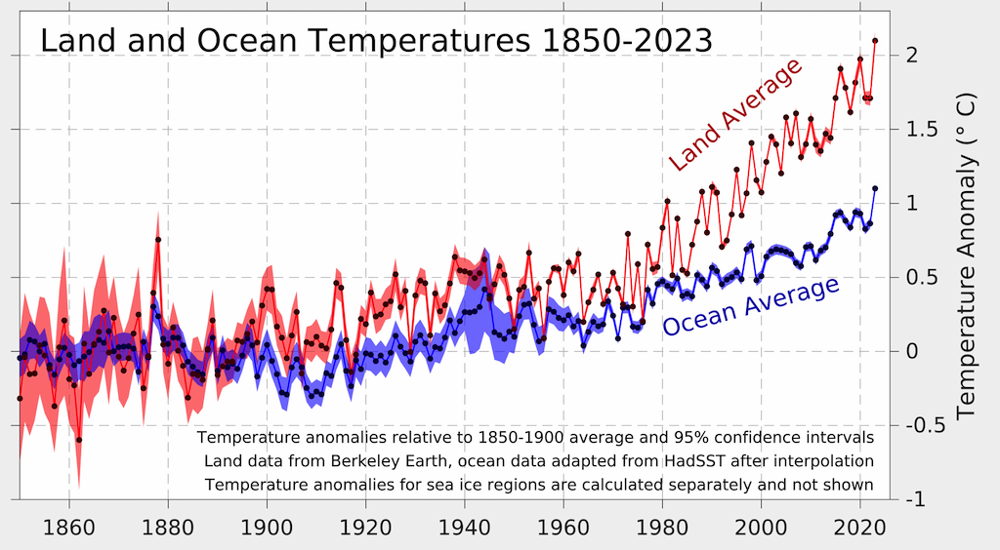 Land and Ocean Temperatures 1850-2023
2
1.5
1
0.5
0
-0.5
-1
Temperature Anomaly (° C)
Land Average
Ocean Average
Temperature anomalies relative to 1850-1900 average and 95% confidence intervals
Land data from Berkeley Earth, ocean data adapted from HadSST after interpolation
Temperature anomalies for sea ice regions are calculated separately and not shown
1860 1880 1900 1920 1940 1960 1980 2000 2020